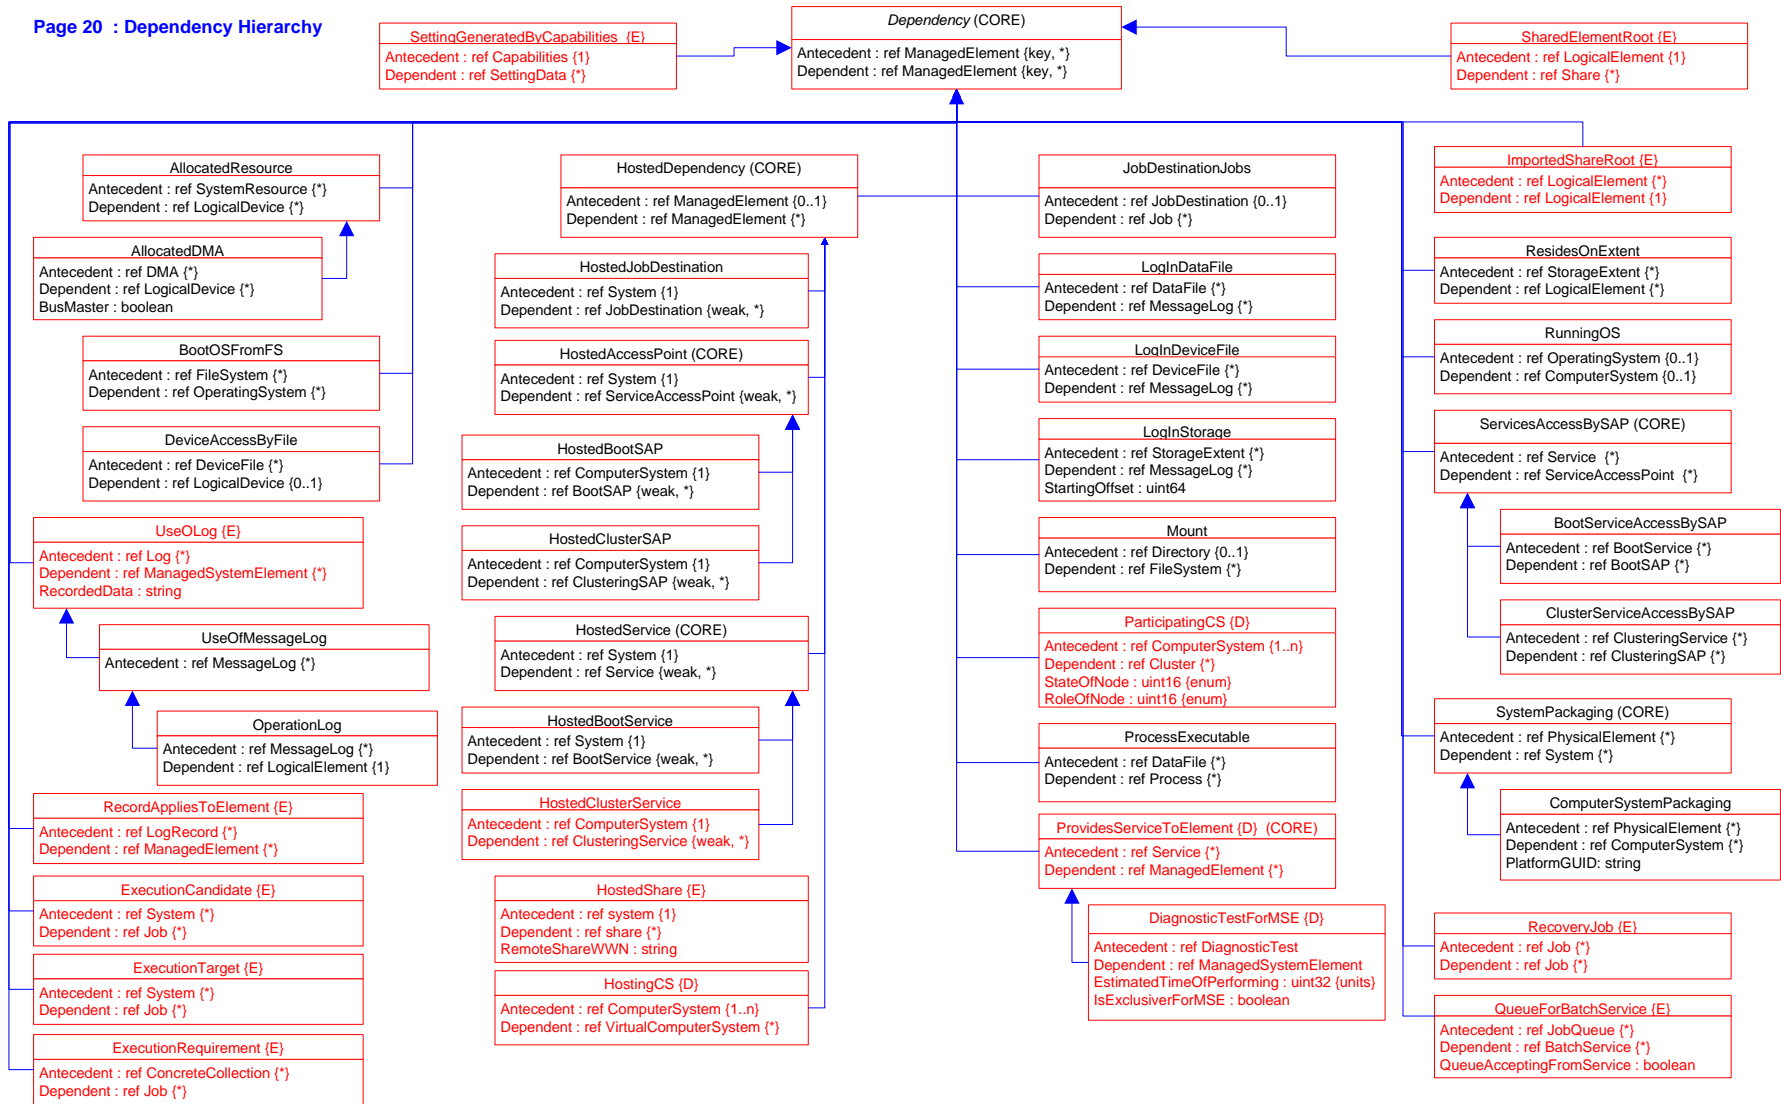 Page 20 : Dependency Hierarchy
SettingGeneratedByCapabilities {E}
Antecedent : ref Capabilities {1}
Dependent : ref SettingData {*}
Dependency (CORE)
Antecedent : ref ManagedElement {key, *}
Dependent : ref ManagedElement {key, *}
SharedElementRoot {E}
Antecedent : ref LogicalElement {1}
Dependent : ref Share {*}
AllocatedResource
Antecedent : ref SystemResource {*}
Dependent : ref LogicalDevice {*}
AllocatedDMA
Antecedent : ref DMA {*}
Dependent : ref LogicalDevice {*}
BusMaster : boolean
BootOSFromFS
Antecedent : ref FileSystem {*}
Dependent : ref OperatingSystem {*}
DeviceAccessByFile
Antecedent : ref DeviceFile {*}
Dependent : ref LogicalDevice {0..1}
UseOLog {E}
Antecedent : ref Log {*}
Dependent : ref ManagedSystemElement {*}
RecordedData : string
UseOfMessageLog
Antecedent : ref MessageLog {*}
OperationLog
Antecedent : ref MessageLog {*}
Dependent : ref LogicalElement {1}
RecordAppliesToElement {E}
Antecedent : ref LogRecord {*}
Dependent : ref ManagedElement {*}
ExecutionCandidate {E}
Antecedent : ref System {*}
Dependent : ref Job {*}
ExecutionTarget {E}
Antecedent : ref System {*}
Dependent : ref Job {*}
ExecutionRequirement {E}
Antecedent : ref ConcreteCollection {*}
Dependent : ref Job {*}
HostedDependency (CORE)
Antecedent : ref ManagedElement {0..1}
Dependent : ref ManagedElement {*}
HostedJobDestination
Antecedent : ref System {1}
Dependent : ref JobDestination {weak, *}
HostedAccessPoint (CORE)
Antecedent : ref System {1}
Dependent : ref ServiceAccessPoint {weak, *}
HostedBootSAP
Antecedent : ref ComputerSystem {1}
Dependent : ref BootSAP {weak, *}
HostedClusterSAP
Antecedent : ref ComputerSystem {1}
Dependent : ref ClusteringSAP {weak, *}
HostedService (CORE)
Antecedent : ref System {1}
Dependent : ref Service {weak, *}
HostedBootService
Antecedent : ref System {1}
Dependent : ref BootService {weak, *}
HostedClusterService
Antecedent : ref ComputerSystem {1}
Dependent : ref ClusteringService {weak, *}
HostedShare {E}
Antecedent : ref system {1}
Dependent : ref share {*}
RemoteShareWWN : string
HostingCS {D}
Antecedent : ref ComputerSystem {1..n}
Dependent : ref VirtualComputerSystem {*}
JobDestinationJobs
Antecedent : ref JobDestination {0..1}
Dependent : ref Job {*}
LogInDataFile
Antecedent : ref DataFile {*}
Dependent : ref MessageLog {*}
LogInDeviceFile
Antecedent : ref DeviceFile {*}
Dependent : ref MessageLog {*}
LogInStorage
Antecedent : ref StorageExtent {*}
Dependent : ref MessageLog {*}
StartingOffset : uint64
Mount
Antecedent : ref Directory {0..1}
Dependent : ref FileSystem {*}
ParticipatingCS {D}
Antecedent : ref ComputerSystem {1..n}
Dependent : ref Cluster {*}
StateOfNode : uint16 {enum}
RoleOfNode : uint16 {enum}
ProcessExecutable
Antecedent : ref DataFile {*}
Dependent : ref Process {*}
ProvidesServiceToElement {D} (CORE)
Antecedent : ref Service {*}
Dependent : ref ManagedElement {*}
DiagnosticTestForMSE {D}
Antecedent : ref DiagnosticTest
Dependent : ref ManagedSystemElement
EstimatedTimeOfPerforming : uint32 {units}
IsExclusiverForMSE : boolean
ImportedShareRoot {E}
Antecedent : ref LogicalElement {*}
Dependent : ref LogicalElement {1}
ResidesOnExtent
Antecedent : ref StorageExtent {*}
Dependent : ref LogicalElement {*}
RunningOS
Antecedent : ref OperatingSystem {0..1}
Dependent : ref ComputerSystem {0..1}
ServicesAccessBySAP (CORE)
Antecedent : ref Service {*}
Dependent : ref ServiceAccessPoint {*}
BootServiceAccessBySAP
Antecedent : ref BootService {*}
Dependent : ref BootSAP {*}
ClusterServiceAccessBySAP
Antecedent : ref ClusteringService {*}
Dependent : ref ClusteringSAP {*}
SystemPackaging (CORE)
Antecedent : ref PhysicalElement {*}
Dependent : ref System {*}
ComputerSystemPackaging
Antecedent : ref PhysicalElement {*}
Dependent : ref ComputerSystem {*}
PlatformGUID: string
RecoveryJob {E}
Antecedent : ref Job {*}
Dependent : ref Job {*}
QueueForBatchService {E}
Antecedent : ref JobQueue {*}
Dependent : ref BatchService {*}
QueueAcceptingFromService : boolean